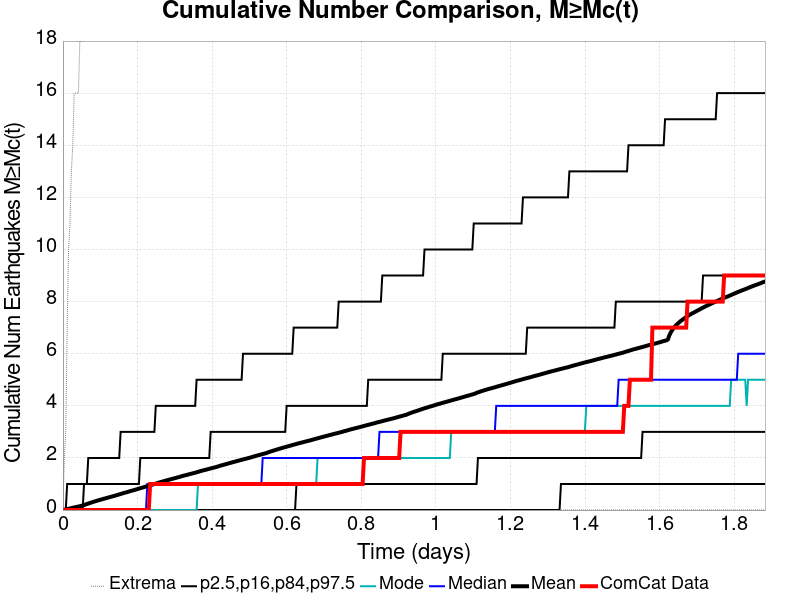 Cumulative Number Comparison, M≥Mc(t)
Cumulative Num Earthquakes M≥Mc(t)
18
16
14
12
10
8
6
4
2
0
0 0.2 0.4 0.6 0.8 1 1.2 1.4 1.6 1.8
Time (days)
Extrema p2.5,p16,p84,p97.5 Mode Median Mean ComCat Data